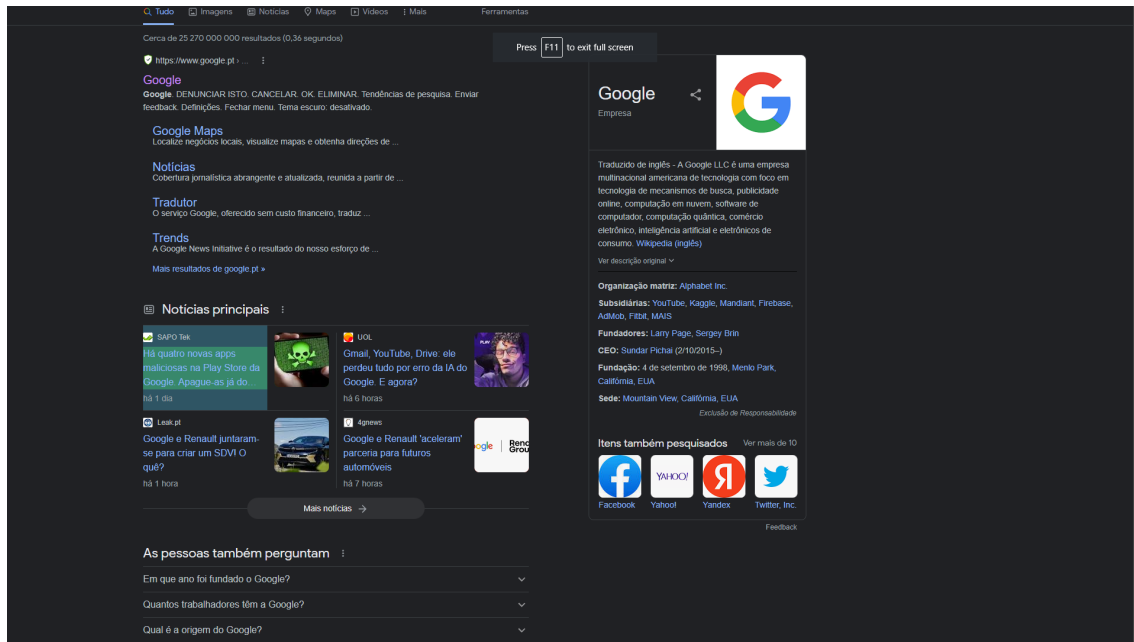 Tudo Imagens Notícias Maps Vídeos Mais Ferramentas
Cerca de 25 270 000 000 resultados (0,36 segundos)
Press F11 to exit full screen
https://www.google.pt › ...
Google
Google. DENUNCIAR ISTO. CANCELAR. OK. ELIMINAR. Tendências de pesquisa. Enviar
feedback. Definições. Fechar menu. Tema escuro: desativado.
Google Maps
Localize negócios locais, visualize mapas e obtenha direções de ...
Notícias
Cobertura jornalística abrangente e atualizada, reunida a partir de ...
Tradutor
O serviço Google, oferecido sem custo financeiro, traduz ...
Trends
A Google News Initiative é o resultado do nosso esforço de ...
Mais resultados de google.pt »
Notícias principais
SAPO Tek
Há quatro novas apps
maliciosas na Play Store da
Google. Apague-as já do...
há 1 dia
UOL
Gmail, YouTube, Drive: ele
perdeu tudo por erro da IA do
Google. E agora?
há 6 horas
PLAY
Leak.pt
Google e Renault juntaram-
se para criar um SDV! O
quê?
há 1 hora
4gnews
Google e Renault 'aceleram'
parceria para futuros
automóveis
há 7 horas
ogle | Reno
Grou
Mais notícias →
As pessoas também perguntam
Em que ano foi fundado o Google?
Quantos trabalhadores têm a Google?
Qual é a origem do Google?
Google
Empresa
Traduzido de inglês - A Google LLC é uma empresa
multinacional americana de tecnologia com foco em
tecnologia de mecanismos de busca, publicidade
online, computação em nuvem, software de
computador, computação quântica, comércio
eletrônico, inteligência artificial e eletrônicos de
consumo. Wikipedia (inglês)
Ver descrição original
Organização matriz: Alphabet Inc.
Subsidiárias: YouTube, Kaggle, Mandiant, Firebase,
AdMob, Fitbit, MAIS
Fundadores: Larry Page, Sergey Brin
CEO: Sundar Pichai (2/10/2015–)
Fundação: 4 de setembro de 1998, Menlo Park,
Califórnia, EUA
Sede: Mountain View, Califórnia, EUA
Exclusão de Responsabilidade
Itens também pesquisados Ver mais de 10
YAHOO!
Facebook Yahoo! Yandex Twitter, Inc.
Feedback